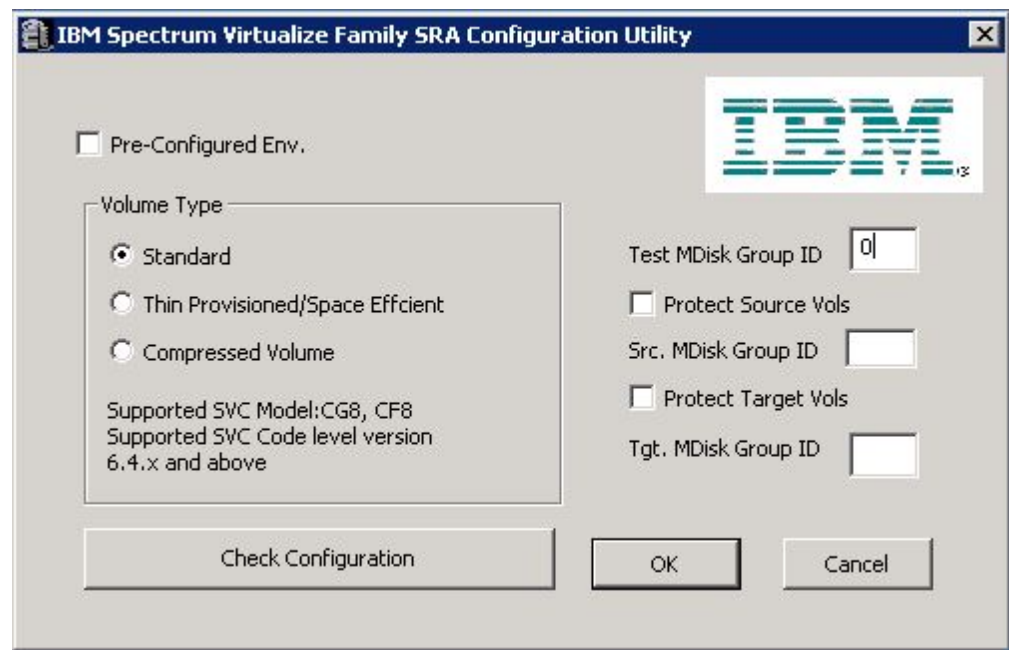 IBM Spectrum Virtualize Family SRA Configuration Utility
IBM®
Pre-Configured Env.
Volume Type
Standard
Thin Provisioned/Space Effcient
Compressed Volume
Supported SVC Model:CG8, CF8
Supported SVC Code level version
6.4.x and above
Test MDisk Group ID 0
Protect Source Vols
Src. MDisk Group ID
Protect Target Vols
Tgt. MDisk Group ID
Check Configuration
OK
Cancel